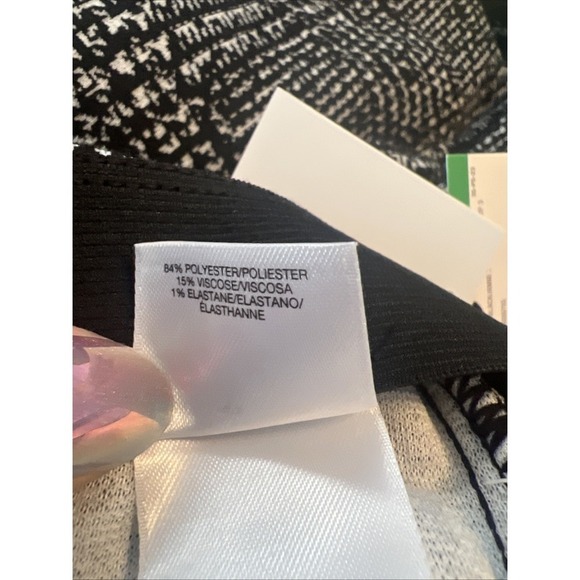 84% POLYESTER/POLIESTER
15% VISCOSE/VISCOSA
1% ELASTANE/ELASTANO/
ÉLASTHANNE